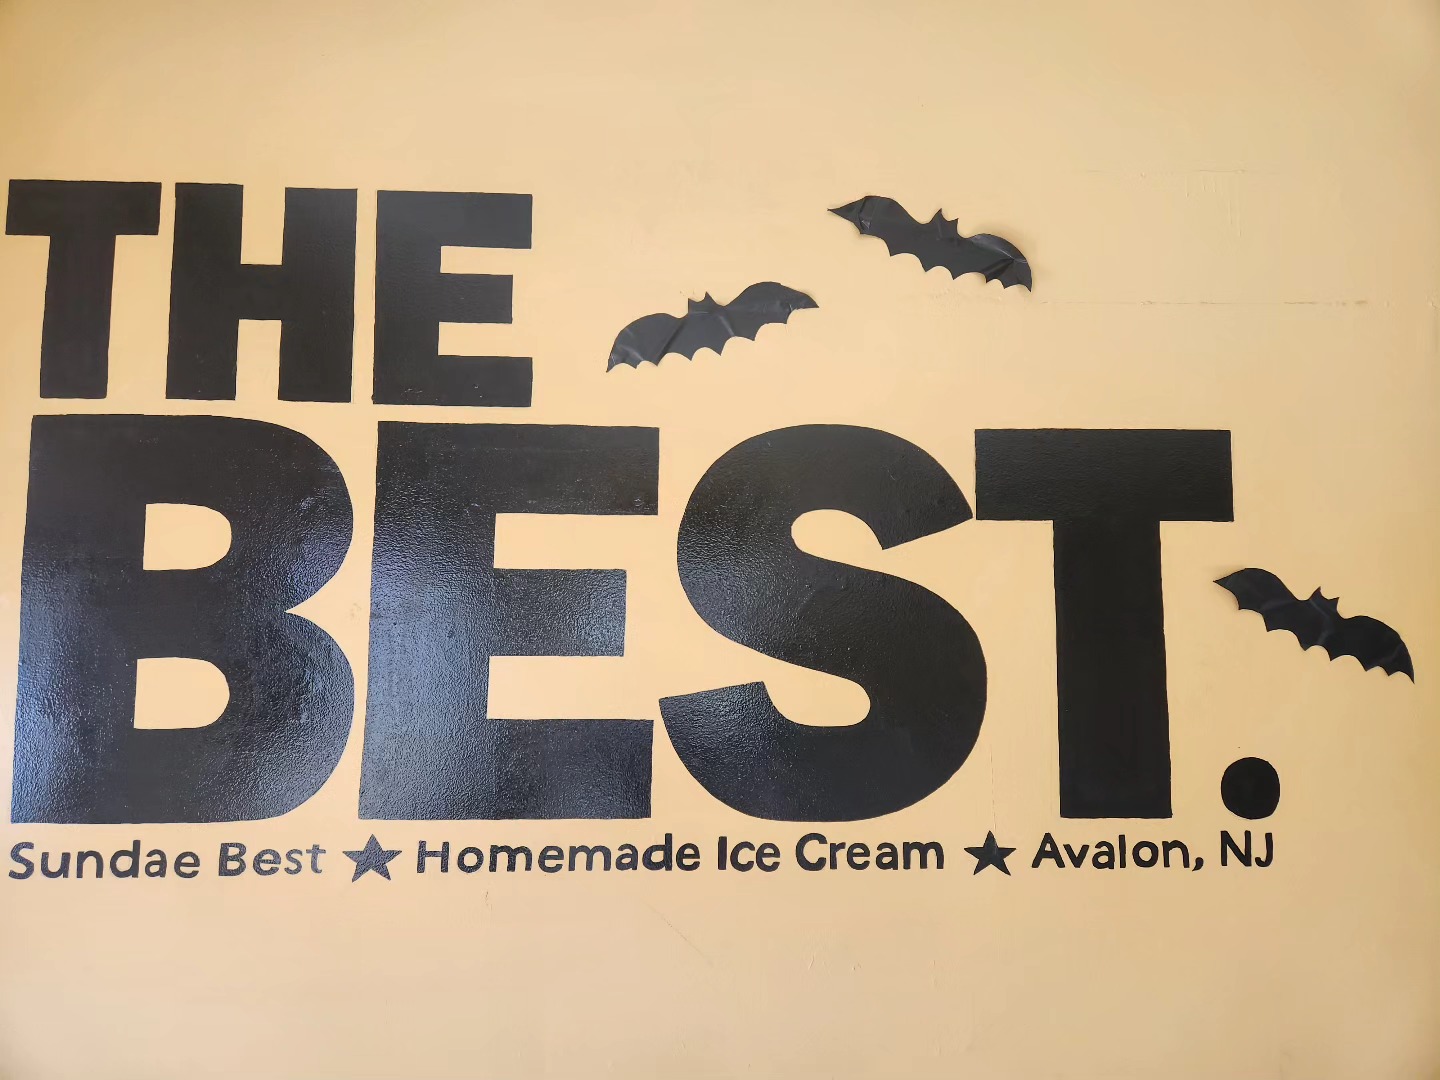 THE
BEST.
Sundae Best ★ Homemade Ice Cream ★ Avalon, NJ